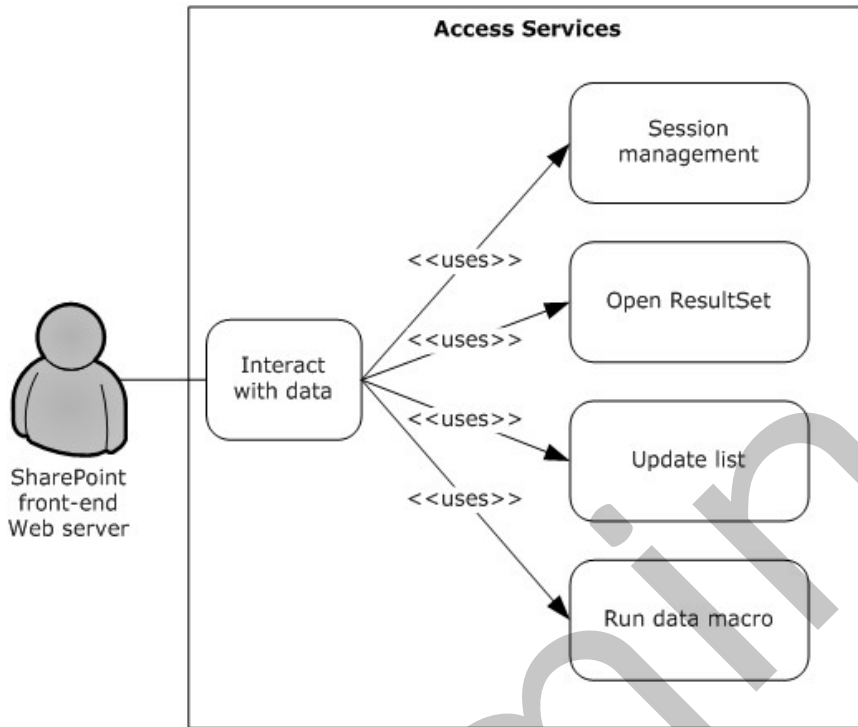 Access Services
Session
management
<<uses>>
Open ResultSet
<<uses>>
Interact
with data
<<uses>>
Update list
SharePoint
front-end
Web server
<<uses>>
Run data macro